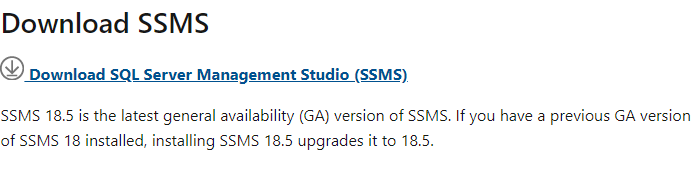 Download SSMS
Download SQL Server Management Studio (SSMS)
SSMS 18.5 is the latest general availability (GA) version of SSMS. If you have a previous GA version
of SSMS 18 installed, installing SSMS 18.5 upgrades it to 18.5.